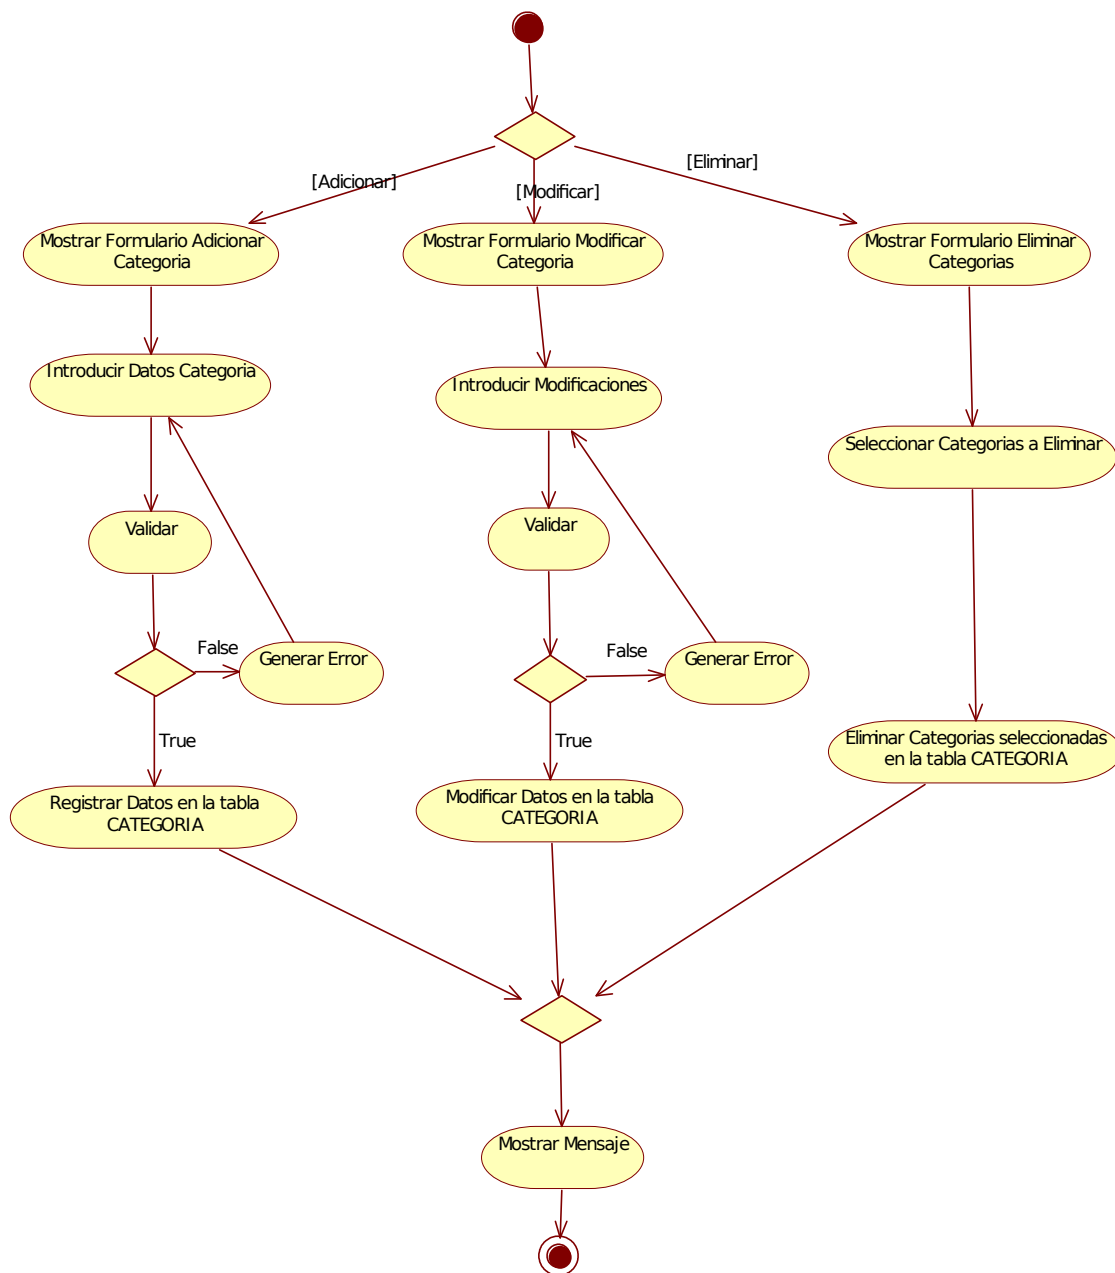 [Eliminar]
[Adicionar]
[Modificar]
Mostrar Formulario Adicionar
Categoria
Mostrar Formulario Modificar
Categoria
Mostrar Formulario Eliminar
Categorias
Introducir Datos Categoria
Introducir Modificaciones
Seleccionar Categorias a Eliminar
Validar
Validar
False
Generar Error
False
Generar Error
True
True
Eliminar Categorias seleccionadas
en la tabla CATEGORIA
Registrar Datos en la tabla
CATEGORIA
Modificar Datos en la tabla
CATEGORIA
Mostrar Mensaje